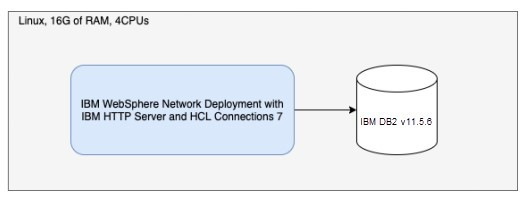 Linux, 16G of RAM, 4CPUs
IBM WebSphere Network Deployment with
IBM HTTP Server and HCL Connections 7
IBM DB2 v11.5.6